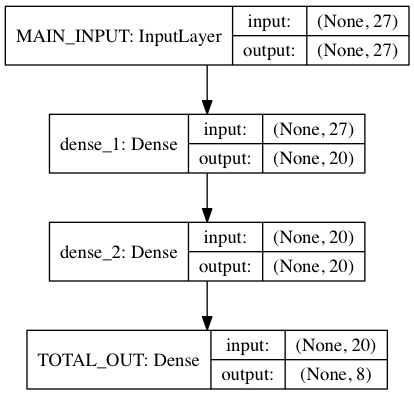 MAIN_INPUT: InputLayer
input: (None, 27)
output: (None, 27)
dense_1: Dense
input: (None, 27)
output: (None, 20)
dense_2: Dense
input: (None, 20)
output: (None, 20)
TOTAL_OUT: Dense
input: (None, 20)
output: (None, 8)